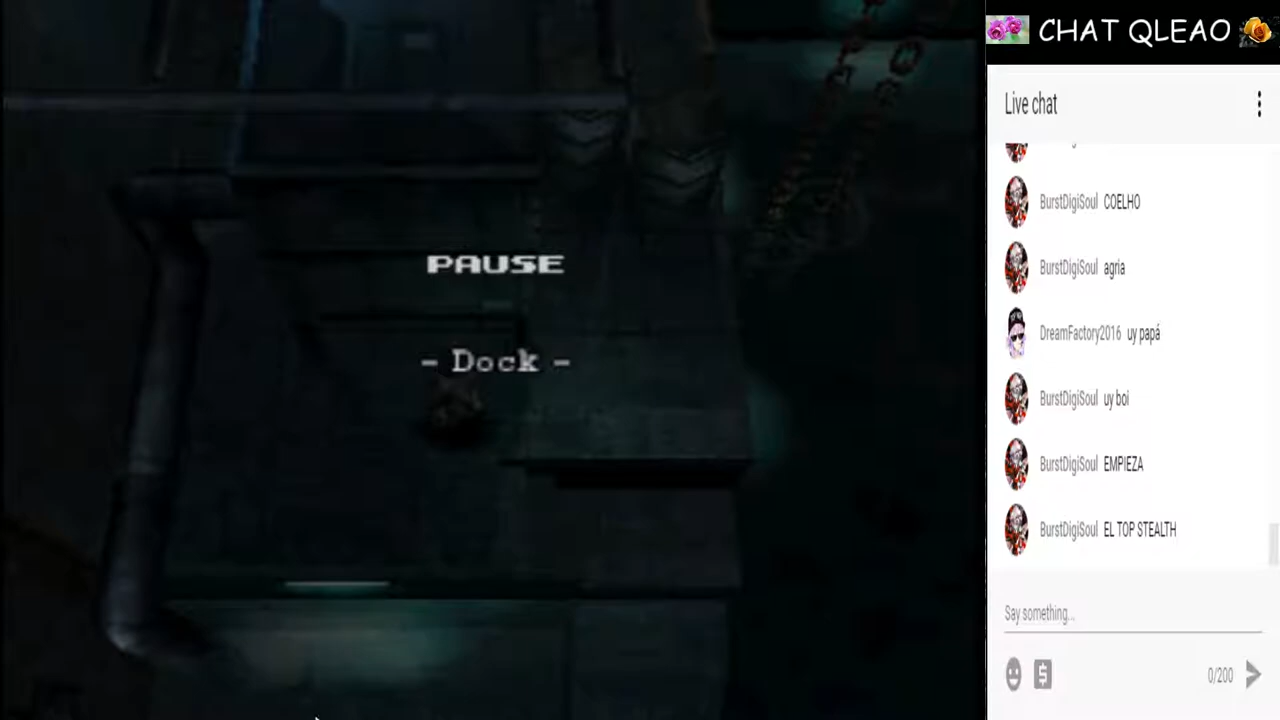 PAUSE
- Dock -
CHAT QLEAO
Live chat
BurstDigiSoul COELHO
BurstDigiSoul agria
DreamFactory2016 uy papá
BurstDigiSoul uy boi
BurstDigiSoul EMPIEZA
BurstDigiSoul EL TOP STEALTH
Say something...
0/200